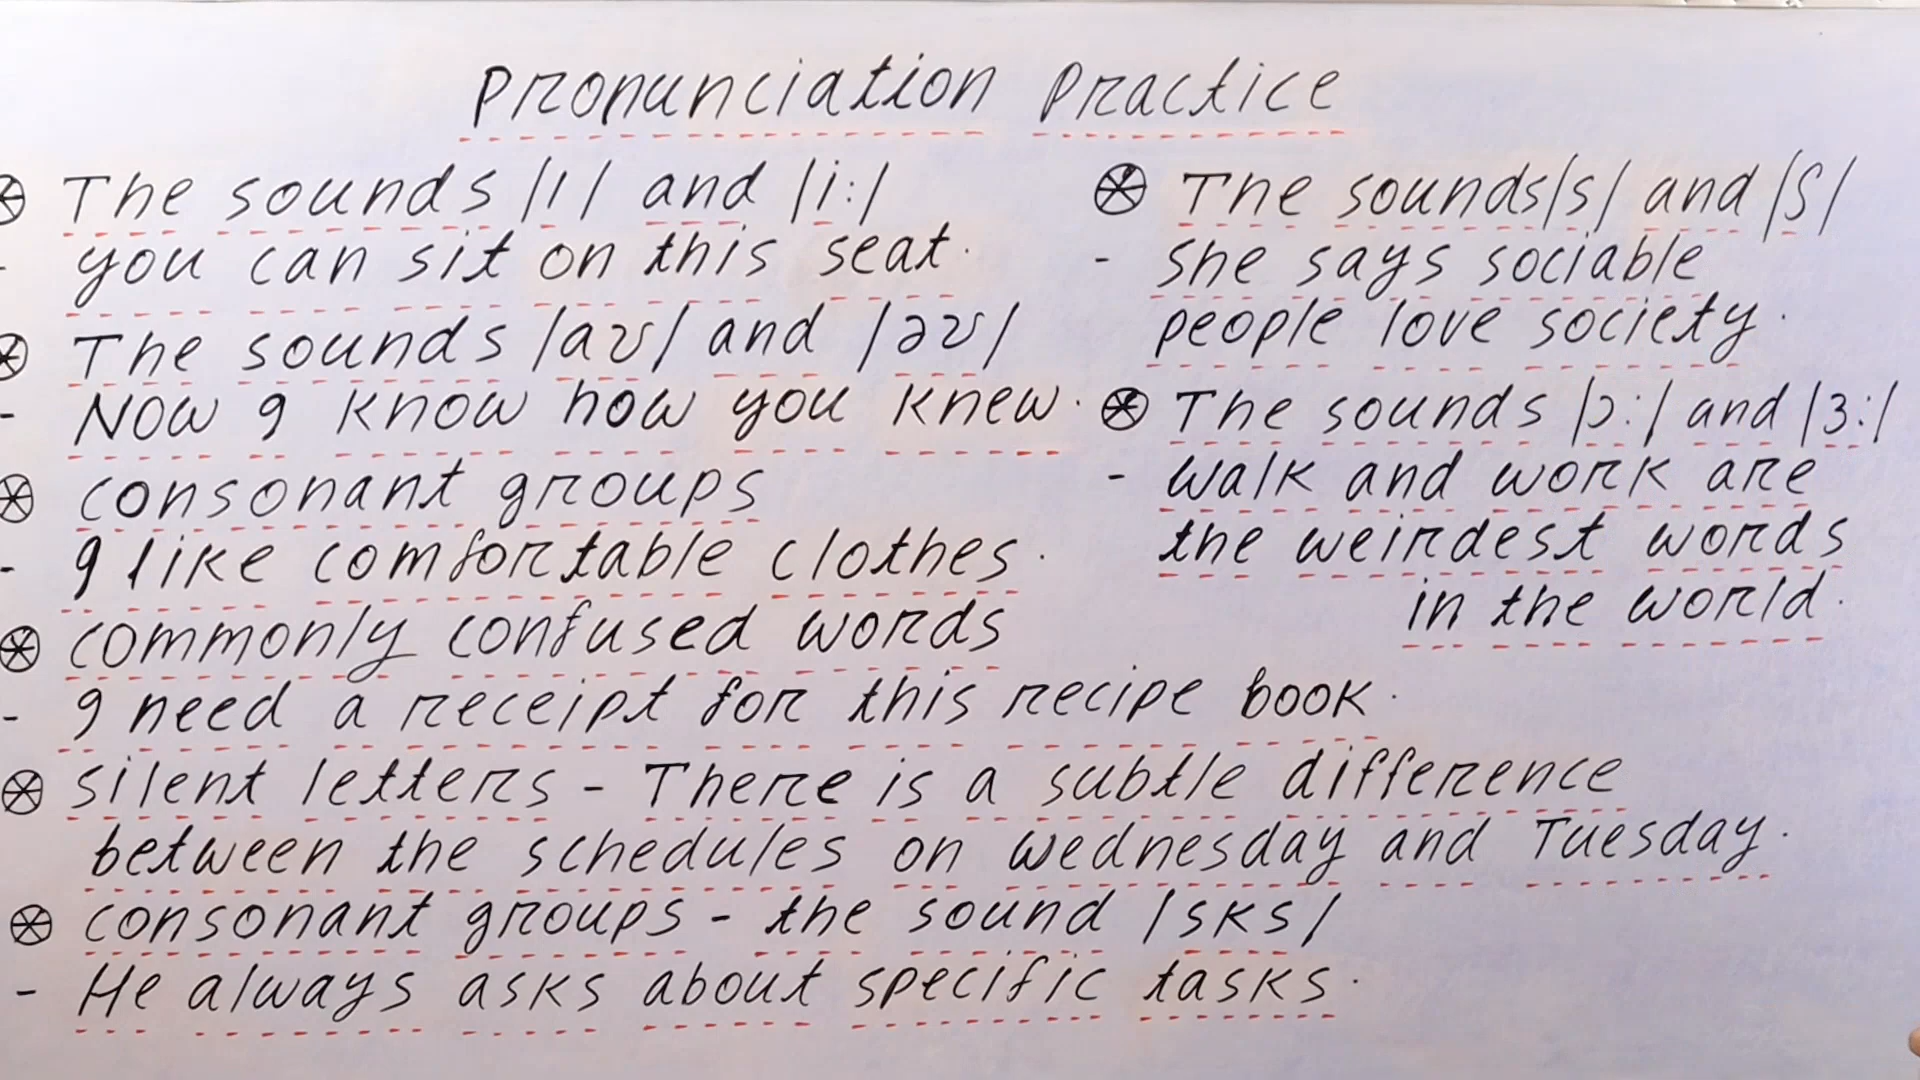 Pronunciation Practice
The sounds /ɪ/ and /i:/
- you can sit on this seat.
The sounds /aʊ/ and /əʊ/
- Now I know how you knew.
consonant groups
- I like comfortable clothes.
commonly confused words
- I need a receipt for this recipe book.
silent letters - There is a subtle difference
between the schedules on wednesday and Tuesday.
consonant groups - the sound /sks/
- He always asks about specific tasks.
The sounds /s/ and /ʃ/
- she says sociable
people love society.
The sounds /ɔ:/ and /ɜ:/
- walk and work are
the weirdest words
in the world.